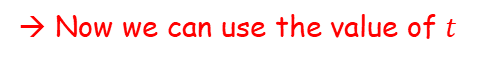 → Now we can use the value of t